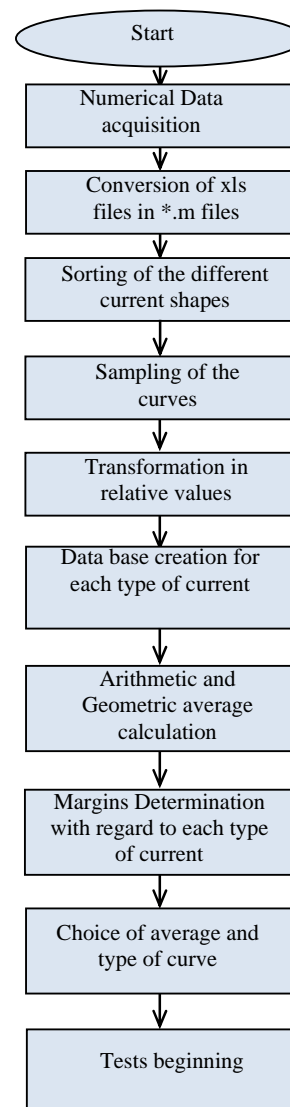 Start
Numerical Data
acquisition
Conversion of xls
files in *.m files
Sorting of the different
current shapes
Sampling of the
curves
Transformation in
relative values
Data base creation for
each type of current
Arithmetic and
Geometric average
calculation
Margins Determination
with regard to each type
of current
Choice of average and
type of curve
Tests beginning